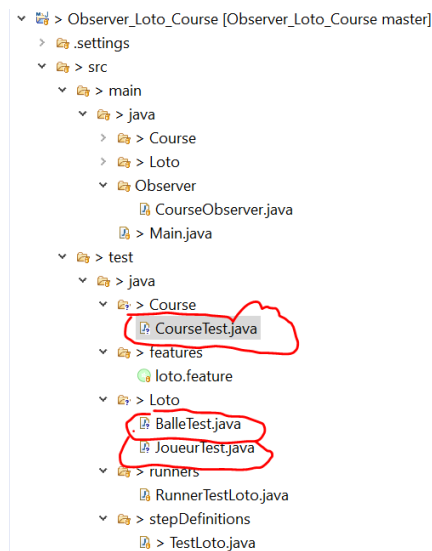 > Observer_Loto_Course [Observer_Loto_Course master]
> .settings
> src
> main
> java
> Course
> Loto
Observer
CourseObserver.java
> Main.java
> test
> java
> Course
CourseTest.java
> features
loto.feature
> Loto
BalleTest.java
JoueurTest.java
> runners
RunnerTestLoto.java
> stepDefinitions
> TestLoto.java